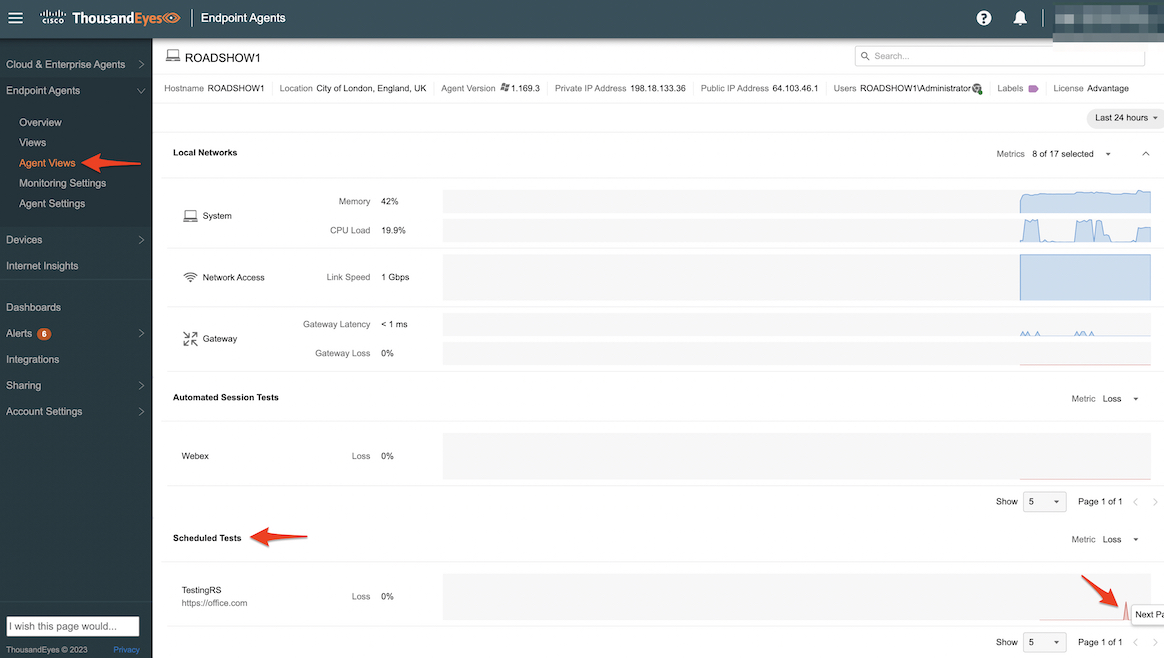 cisco ThousandEyes Endpoint Agents
ROADSHOW1
Search...
Hostname ROADSHOW1 Location City of London, England, UK Agent Version 1.169.3 Private IP Address 198.18.133.36 Public IP Address 64.103.46.1 Users ROADSHOW1\Administrator Labels License Advantage
Last 24 hours
Cloud & Enterprise Agents
Endpoint Agents
Overview
Views
Agent Views
Monitoring Settings
Agent Settings
Devices
Internet Insights
Dashboards
Alerts 6
Integrations
Sharing
Account Settings
I wish this page would...
ThousandEyes © 2023 Privacy
Local Networks
Metrics 8 of 17 selected
System
Memory 42%
CPU Load 19.9%
Network Access Link Speed 1 Gbps
Gateway
Gateway Latency < 1 ms
Gateway Loss 0%
Automated Session Tests
Metric Loss
Webex Loss 0%
Show 5 Page 1 of 1
Scheduled Tests
Metric Loss
TestingRS
https://office.com
Loss 0%
Next Pa
Show 5 Page 1 of 1